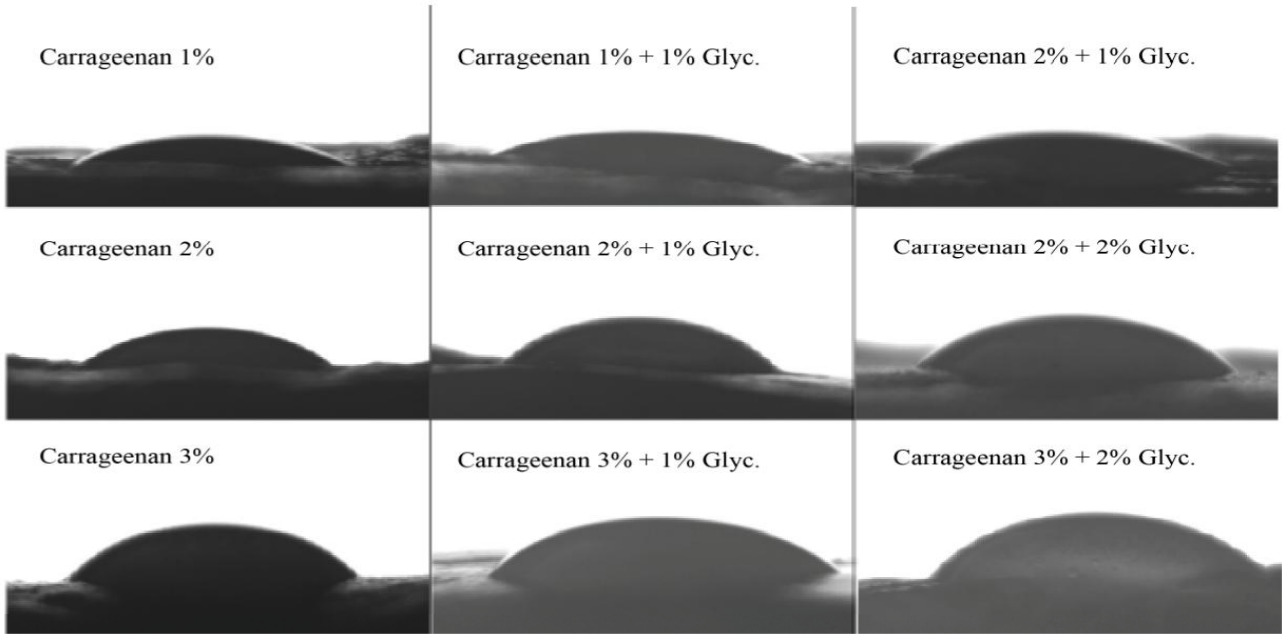 Carrageenan 1%
Carrageenan 1% + 1% Glyc.
Carrageenan 2% + 1% Glyc.
Carrageenan 2%
Carrageenan 2% + 1% Glyc.
Carrageenan 2% + 2% Glyc.
Carrageenan 3%
Carrageenan 3% + 1% Glyc.
Carrageenan 3% + 2% Glyc.